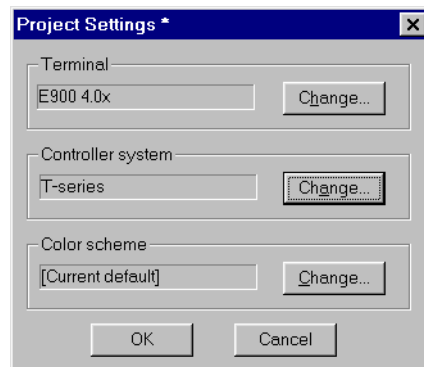 Project Settings *
Terminal
E900 4.0x
Change...
Controller system
T-series
Change...
Color scheme
[Current default]
Change...
OK
Cancel